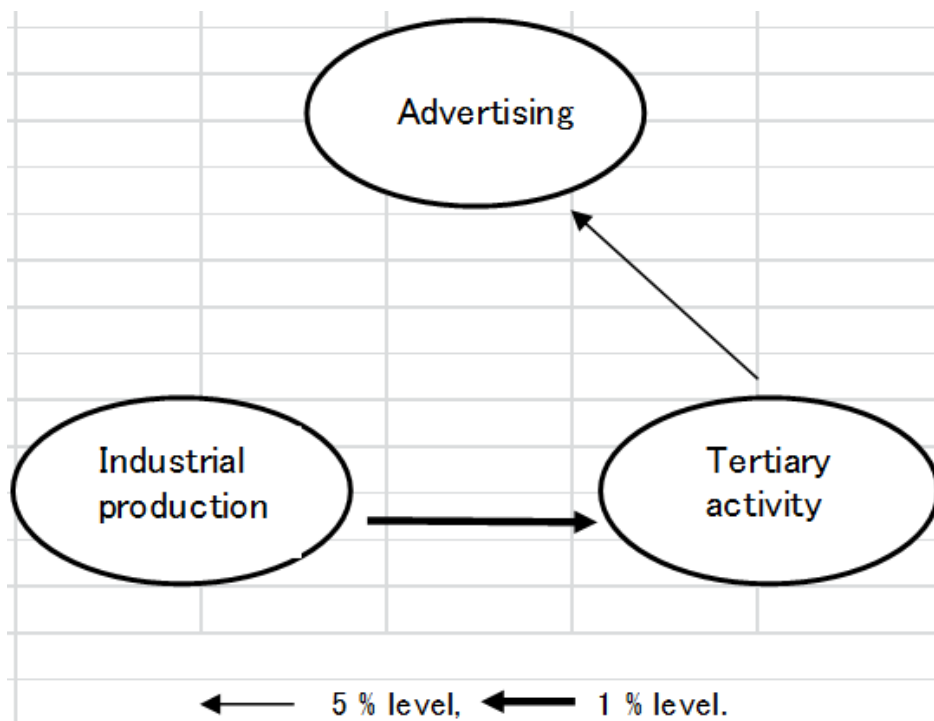 Advertising
Industrial
production
Tertiary
activity
5 % level, 1 % level.